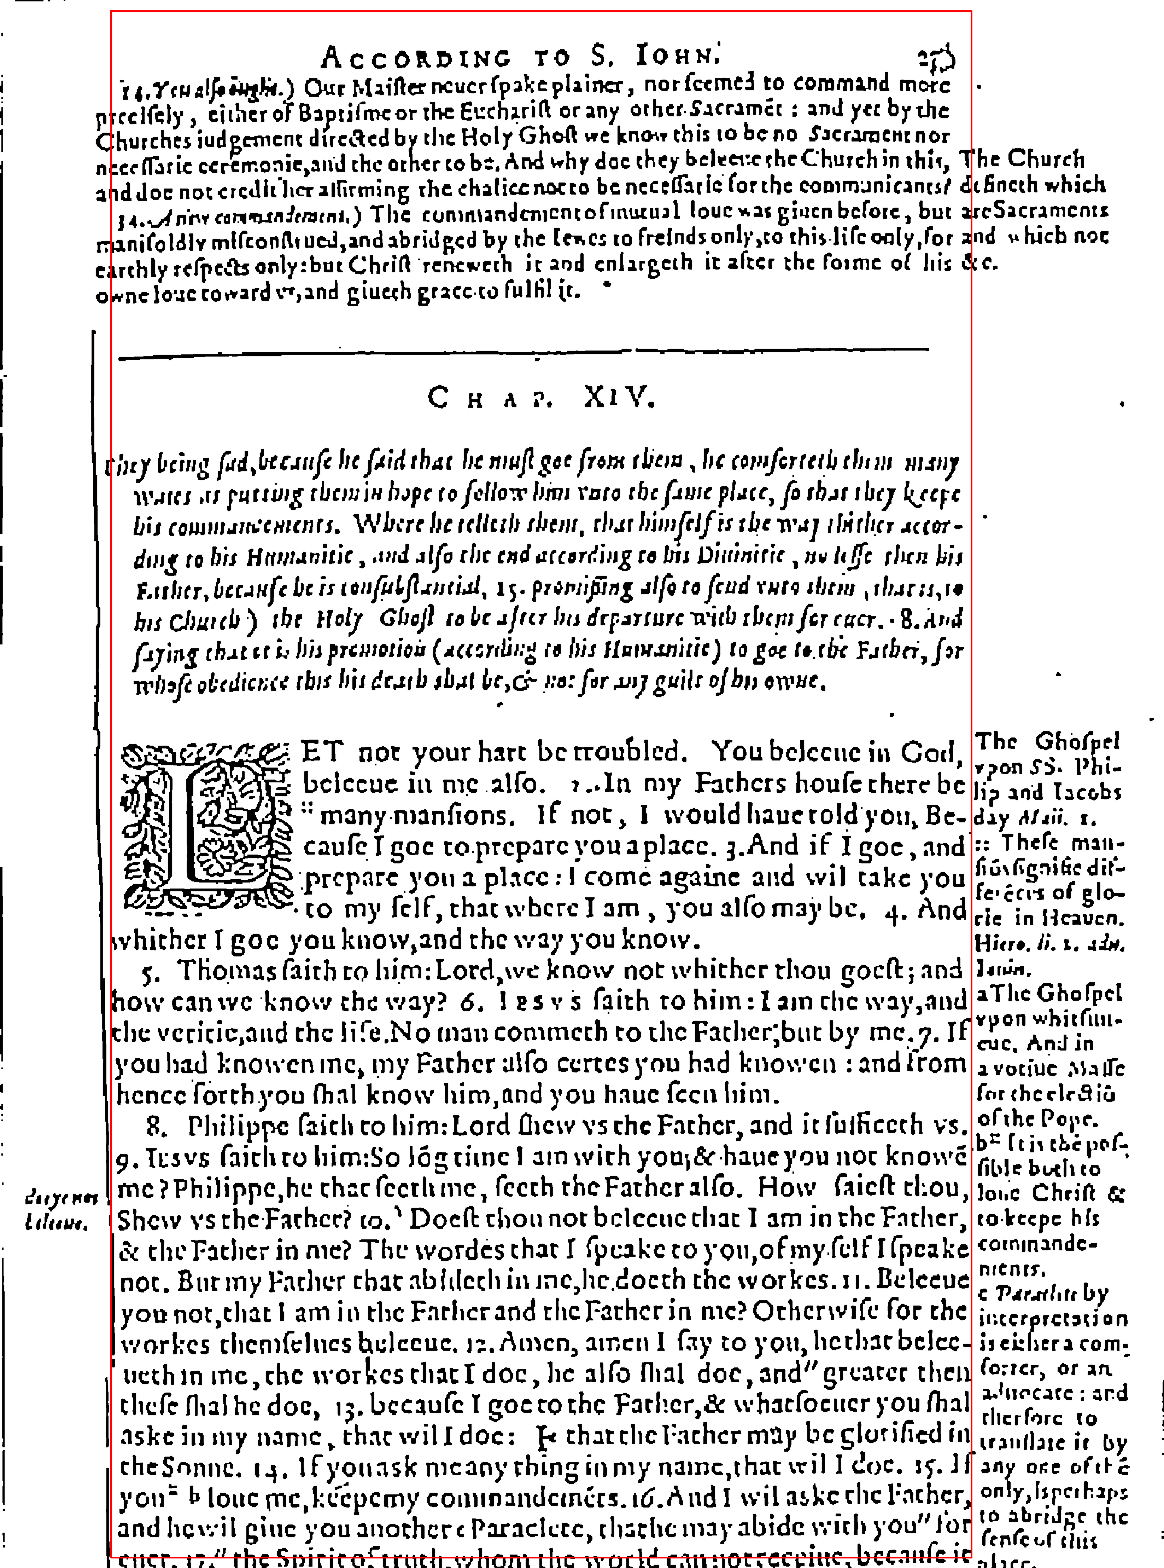 ACCORDING TO S. IOHN.
14. You also ought.) Our Maister neuer ſpake plainer, nor ſeemed to command more
preciſely, either of Baptiſme or the Euchariſt or any other Sacramēt: and yet by the
Churches iudgement directed by the Holy Ghoſt we know this to be no Sacrament nor
neceſſarie ceremonie, and the other to be. And why doe they beleeue the Church in this,
and doe not credit her affirming the chalice not to be neceſſarie for the communicants?
34. A new commandement.) The commandement of mutual loue was giuen before, but
manifoldly miſconſtrued, and abridged by the Iewes to freinds only, to this life only, for
earthly reſpects only: but Chriſt reneweth it and enlargeth it after the forme of his
owne loue toward vs, and giueth grace to fulfil it.
The Church
defineth which
are Sacraments
and which not
&c.
CHAP. XIV.
They being ſad, becauſe he ſaid that he muſt goe from them, he comforteth them many
waies as putting them in hope to follow him vnto the ſame place, ſo that they keepe
his commandements. Where he telleth them, that himſelf is the way thither accor-
ding to his Humanitie, and alſo the end according to his Diuinitie, no leſſe then his
Father, becauſe he is conſubſtantial, 15. promiſing alſo to ſend vnto them, (that is, to
his Church) the Holy Ghoſt to be after his departure with them for euer. 28. And
ſaying that it is his promotion (according to his Humanitie) to goe to the Father, for
whoſe obedience this his death ſhal be, & not for any guilt of his owne.
LET not your hart be troubled. You beleeue in God,
beleeue in me alſo. 2. In my Fathers houſe there be
:: many manſions. If not, I would haue told you, Be-
cauſe I goe to prepare you a place. 3. And if I goe, and
prepare you a place: I come againe and wil take you
to my ſelf, that where I am, you alſo may be. 4. And
whither I goe you know, and the way you know.
5. Thomas ſaith to him: Lord, we know not whither thou goeſt; and
how can we know the way? 6. IESVS ſaith to him: I am the way, and
the veritie, and the life. No man commeth to the Father, but by me. 7. If
you had knowen me, my Father alſo certes you had knowen: and from
hence forth you ſhal know him, and you haue ſeen him.
8. Philippe ſaith to him: Lord ſhew vs the Father, and it ſufficeth vs.
9. IESVS ſaith to him: So lōg time I am with you; & haue you not knowē
me? Philippe, he that ſeeth me, ſeeth the Father alſo. How ſaieſt thou,
Shew vs the Father? 10. ‵ Doeſt thou not beleeue that I am in the Father,
& the Father in me? The wordes that I ſpeake to you, of my ſelf I ſpeake
not. But my Father that abideth in me, he doeth the workes. 11. Beleeue
you not, that I am in the Father and the Father in me? Otherwiſe for the
workes themſelues beleeue. 12. Amen, amen I ſay to you, he that belee-
ueth in me, the workes that I doe, he alſo ſhal doe, and " greater then
theſe ſhal he doe, 13. becauſe I goe to the Father, & whatſoeuer you ſhal
aske in my name, that wil I doe: that the Father may be glorified in
the Sonne. 14. If you ask me any thing in my name, that wil I doe. 15. If
you :: b loue me, keepe my commandemēts. 16. And I wil aske the Father,
and he wil giue you another c Paraclete, that he may abide with you " for
euer, 17. " the Spirit of truth, whom the world can not receiue, becauſe it
The Ghoſpel
vpon SS. Phi-
lip and Iacobs
day Maii. 1.
:: Theſe man-
ſiōs ſignifie dif-
ferēces of glo-
rie in Heauen.
Hiero. li. 2. adu.
Iouin.
a The Ghoſpel
vpon whitſun-
eue. And in
a votiue Maſſe
for the electiō
of the Pope.
b :: It is thē poſ-
ſible both to
loue Chriſt &
to keepe his
commande-
ments.
c Paraclete by
interpretation
is either a com-
forter, or an
aduocate: and
therfore to
tranſlate it by
any one of thē
only, is perhaps
to abridge the
ſenſe of this
place.
beleeue.